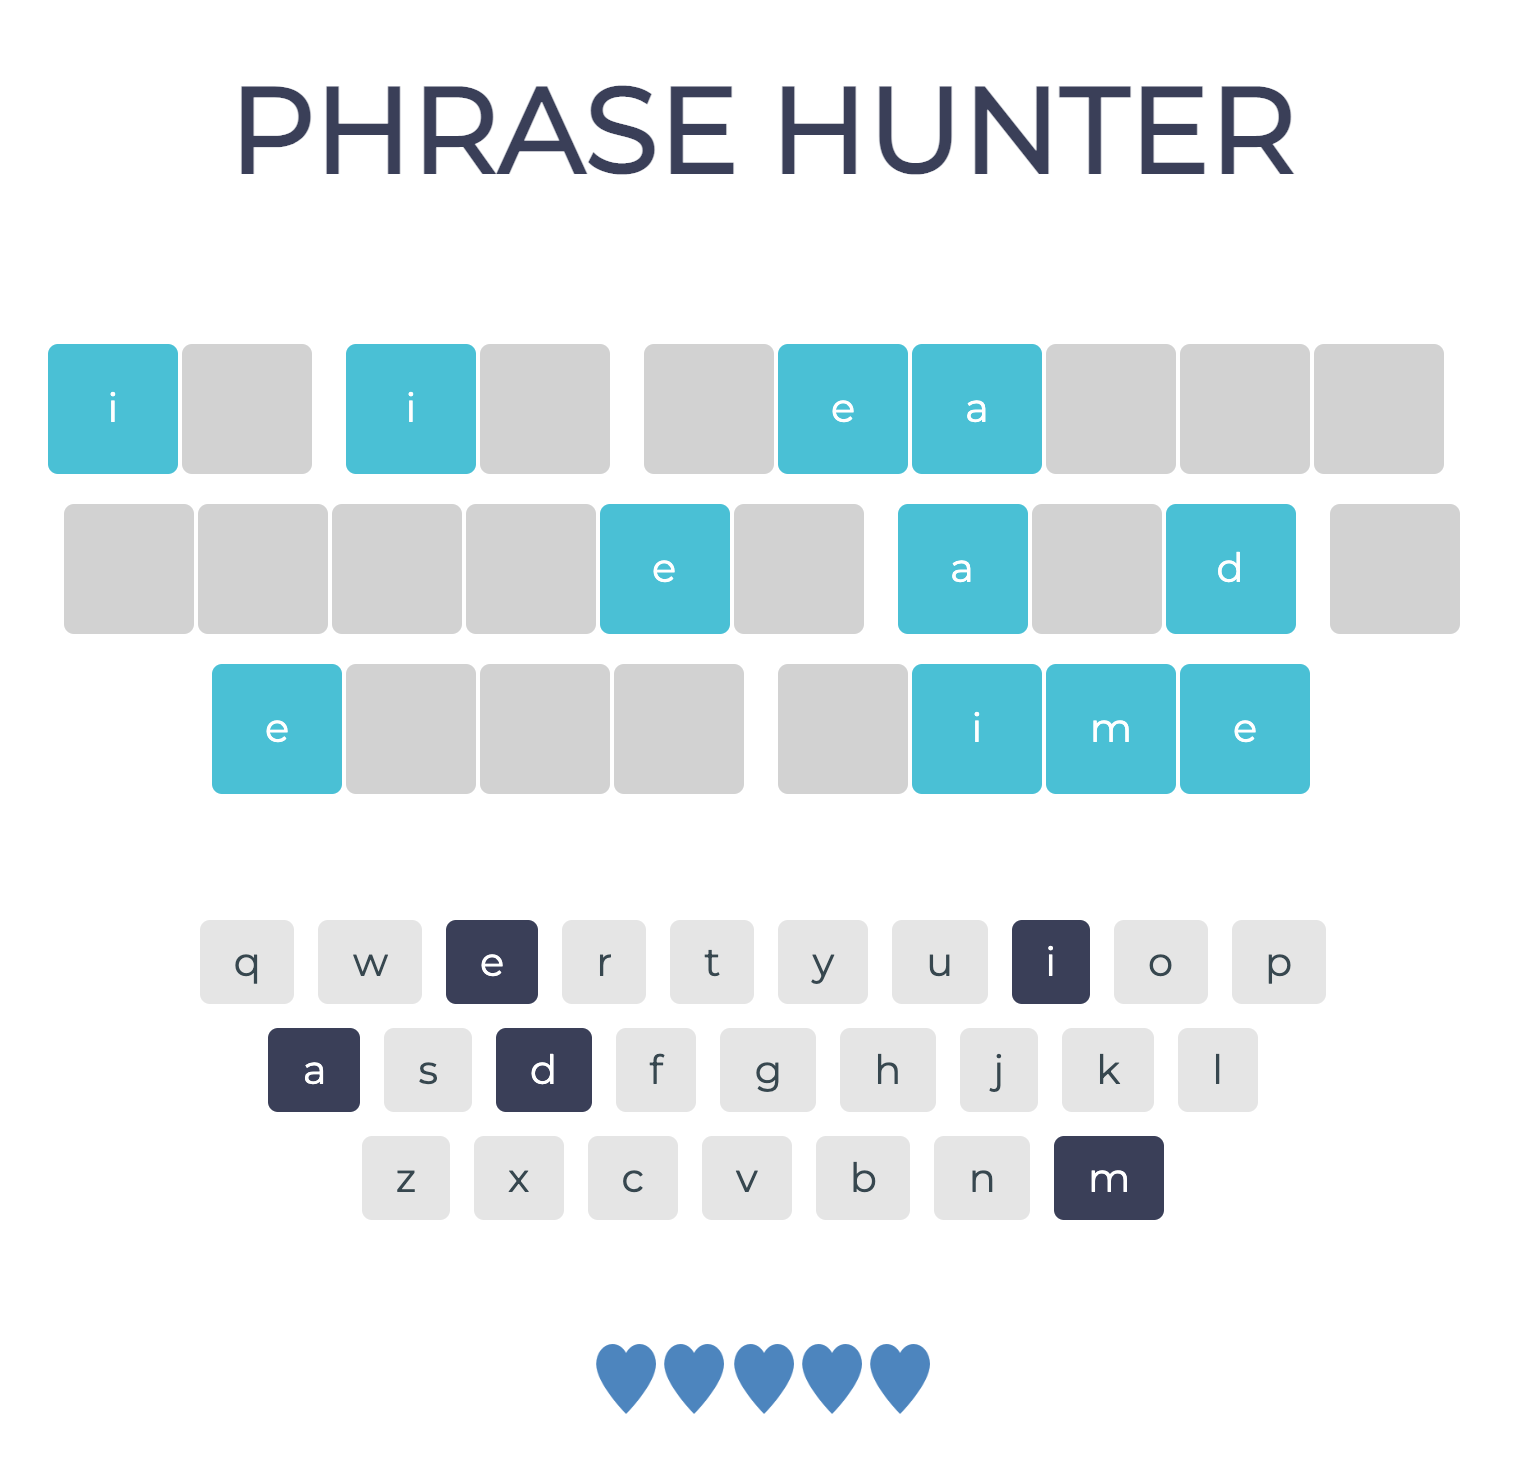 PHRASE HUNTER
i i e a
e a d
e i m e
q w e r t y u i o p
a s d f g h j k l
z x c v b n m